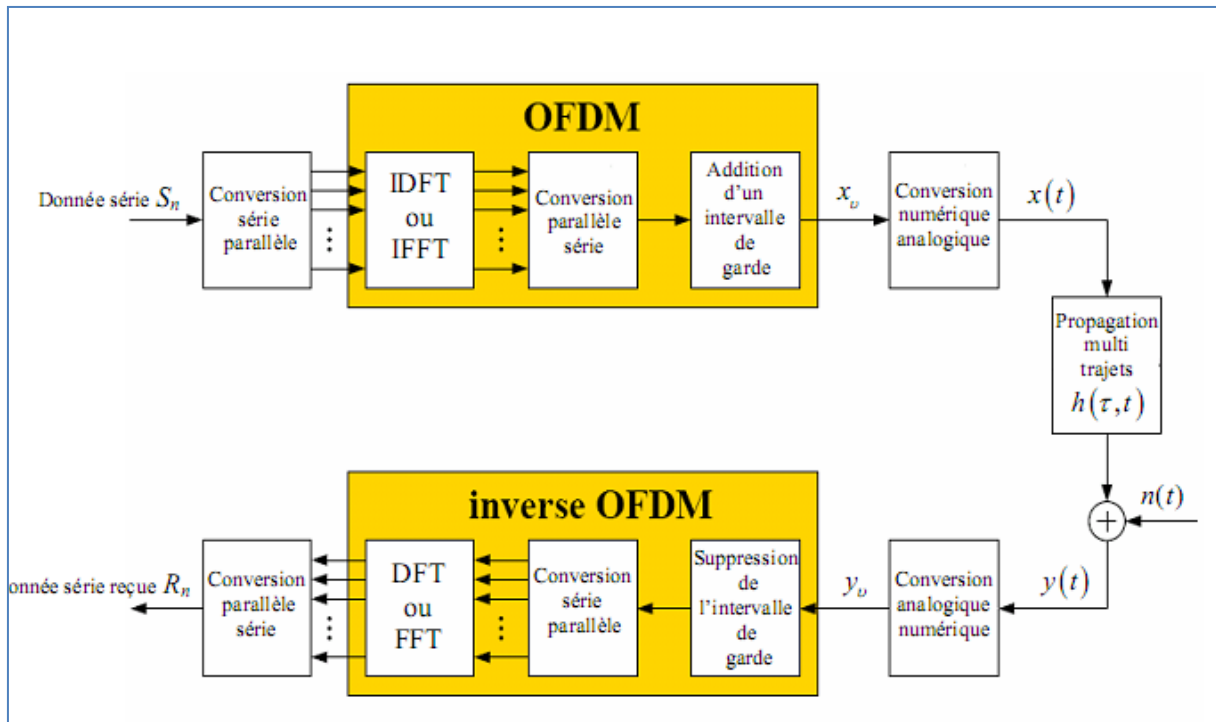 OFDM
Donnée série Sₙ
Conversion
série
parallèle
IDFT
ou
IFFT
Conversion
parallèle
série
Addition
d'un
intervalle
de
garde
x_υ
Conversion
numérique
analogique
x(t)
Propagation
multi
trajets
h(τ,t)
n(t)
+
y(t)
Conversion
analogique
numérique
y_υ
inverse OFDM
Suppression
de
l'intervalle
de
garde
Conversion
série
parallèle
DFT
ou
FFT
Conversion
parallèle
série
onnée série reçue Rₙ